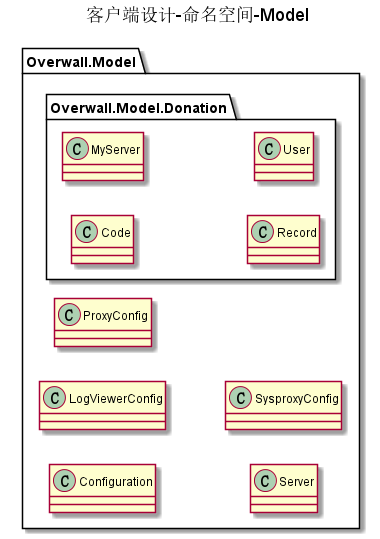 客户端设计-命名空间-Model
Overwall.Model
Overwall.Model.Donation
C MyServer
C User
C Code
C Record
C ProxyConfig
C LogViewerConfig
C SysproxyConfig
C Configuration
C Server